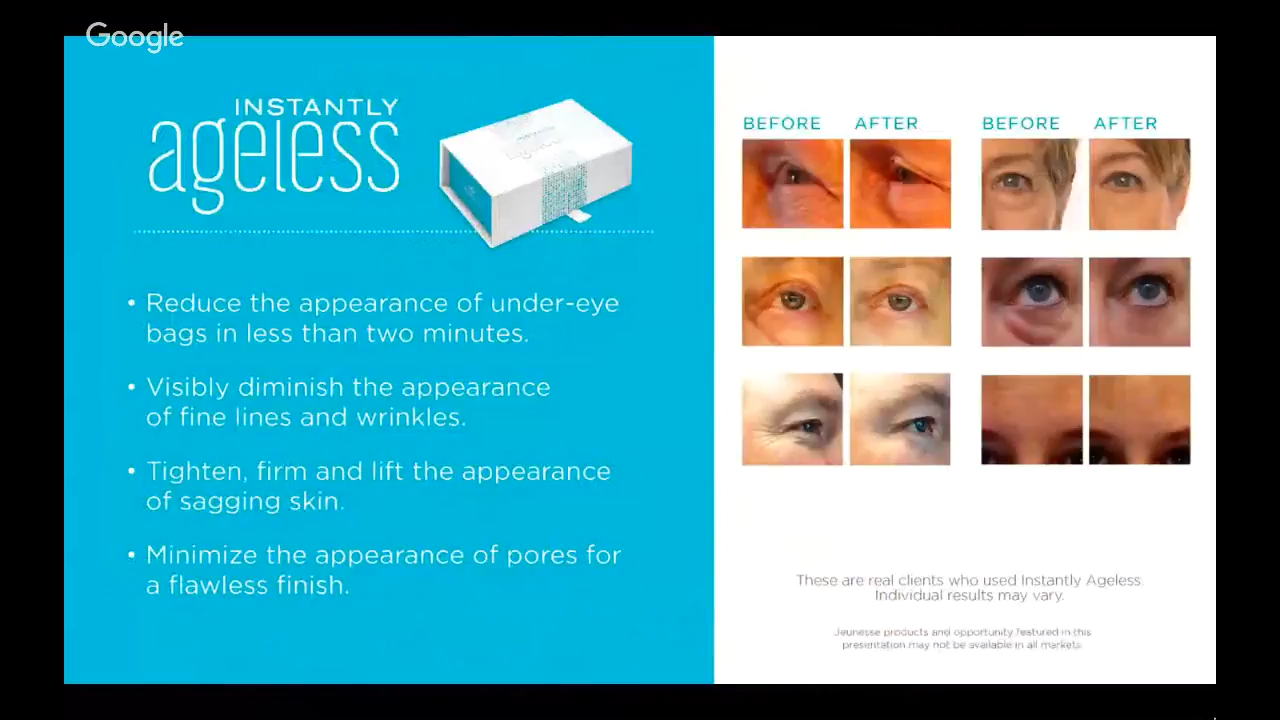 Google
INSTANTLY
ageless
• Reduce the appearance of under-eye
bags in less than two minutes.
• Visibly diminish the appearance
of fine lines and wrinkles.
• Tighten, firm and lift the appearance
of sagging skin.
• Minimize the appearance of pores for
a flawless finish.
BEFORE AFTER BEFORE AFTER
These are real clients who used Instantly Ageless.
Individual results may vary.
Jeunesse products and opportunity featured in this
presentation may not be available in all markets.